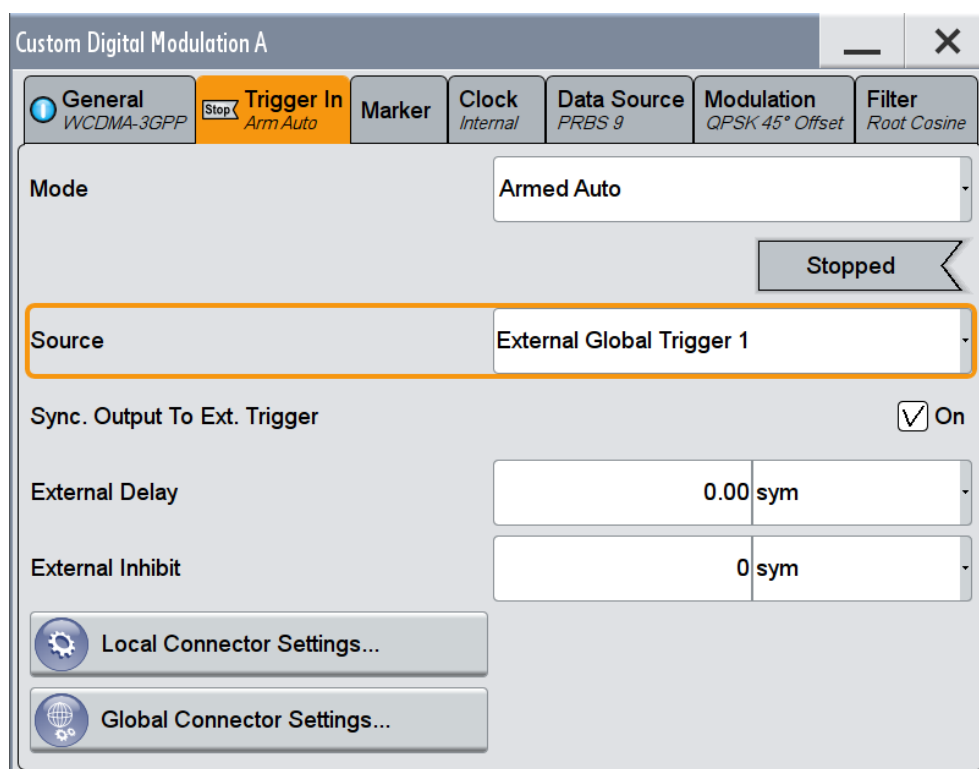 Custom Digital Modulation A
General
WCDMA-3GPP
Stop
Trigger In
Arm Auto
Marker
Clock
Internal
Data Source
PRBS 9
Modulation
QPSK 45° Offset
Filter
Root Cosine
Mode
Armed Auto
Stopped
Source
External Global Trigger 1
Sync. Output To Ext. Trigger
On
External Delay
0.00 sym
External Inhibit
0 sym
Local Connector Settings...
Global Connector Settings...